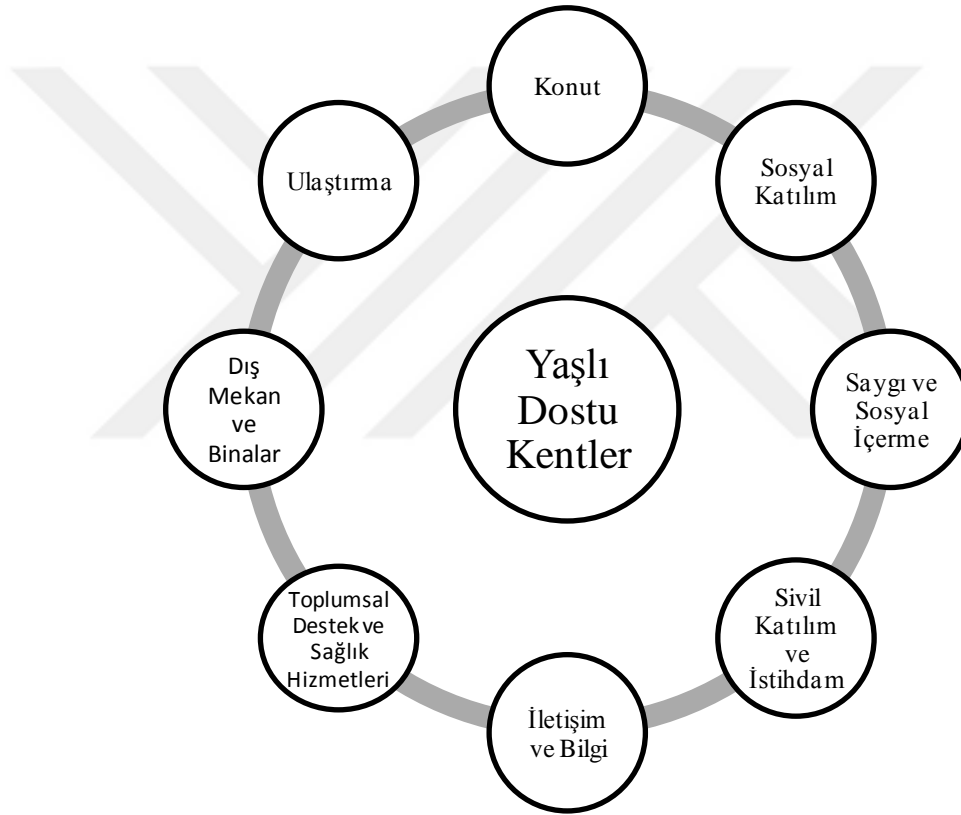 Konut
Sosyal
Katılım
Saygı ve
Sosyal
İçerme
Sivil
Katılım
ve
İstihdam
İletişim
ve Bilgi
Toplumsal
Destek ve
Sağlık
Hizmetleri
Dış
Mekan
ve
Binalar
Ulaştırma
Yaşlı
Dostu
Kentler